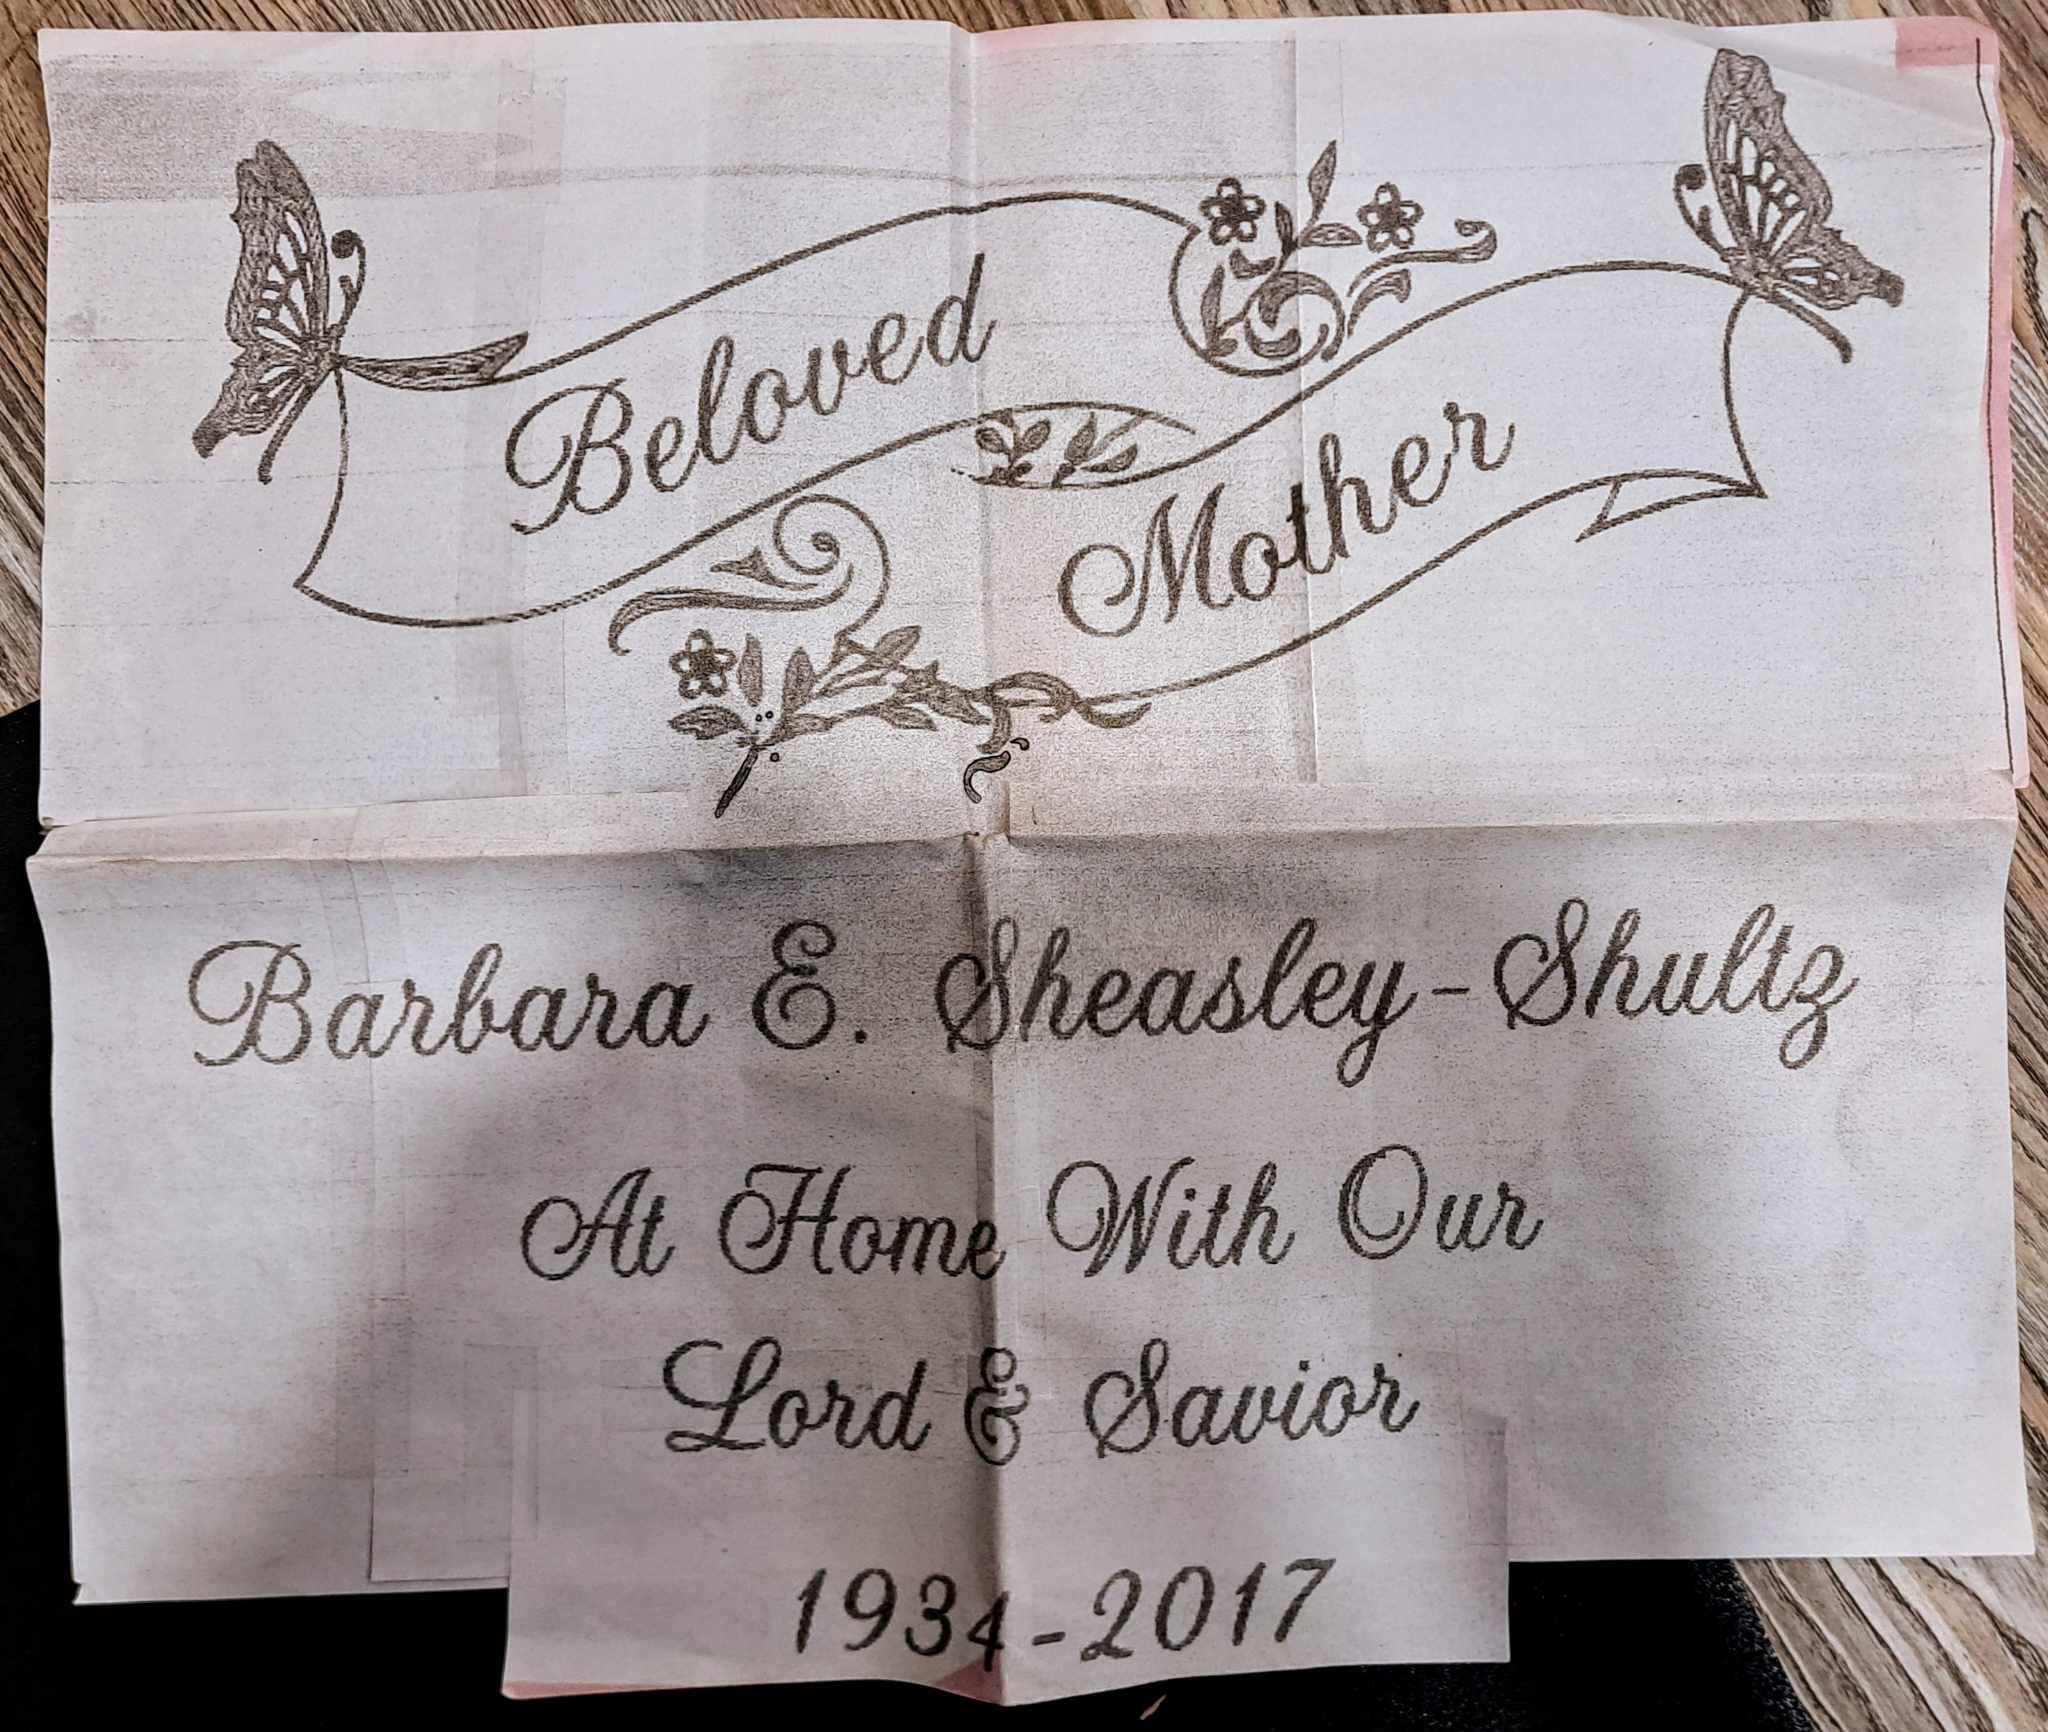 Beloved
Mother
Barbara E. Sheasley-Shultz
At Home With Our
Lord & Savior
1934-2017